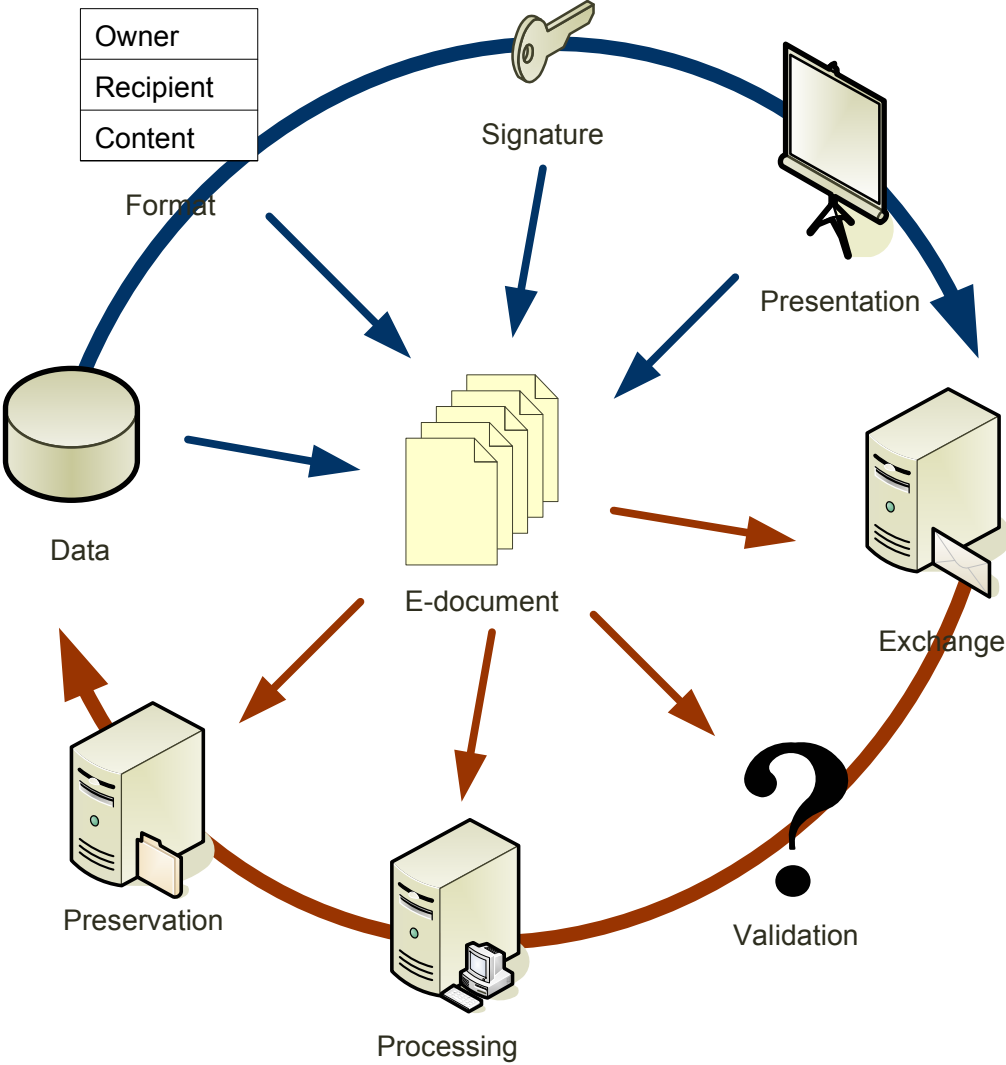 Owner
Recipient
Content
Format
Signature
Presentation
Data
E-document
Exchange
Preservation
Processing
Validation